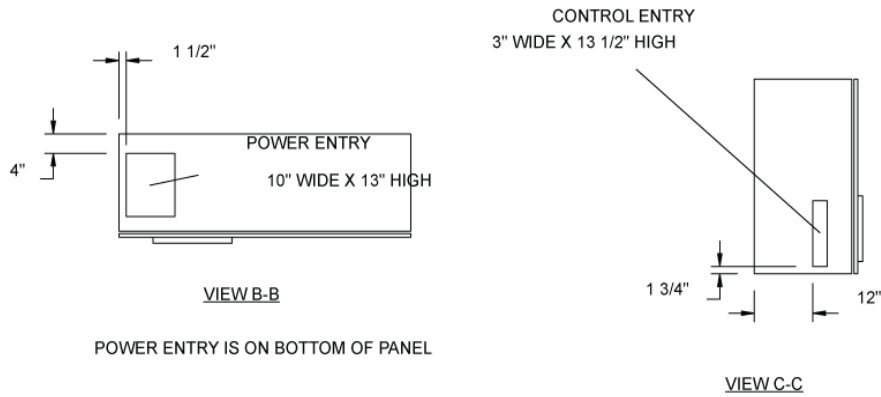 1 1/2"
4"
POWER ENTRY
10" WIDE X 13" HIGH
VIEW B-B
POWER ENTRY IS ON BOTTOM OF PANEL
CONTROL ENTRY
3" WIDE X 13 1/2" HIGH
1 3/4"
12"
VIEW C-C